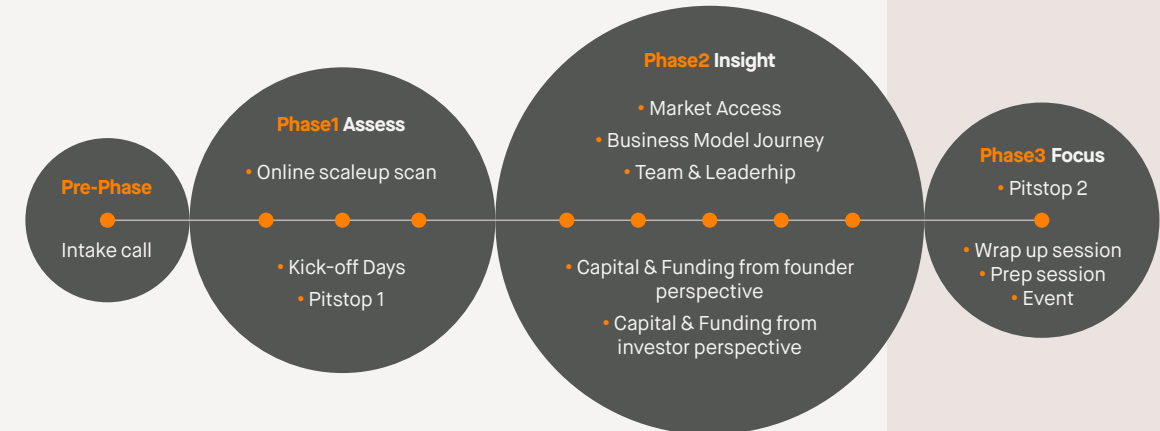 Pre-Phase
Intake call
Phase1 Assess
• Online scaleup scan
• Kick-off Days
• Pitstop 1
Phase2 Insight
• Market Access
• Business Model Journey
• Team & Leaderhip
• Capital & Funding from founder
perspective
• Capital & Funding from
investor perspective
Phase3 Focus
• Pitstop 2
• Wrap up session
• Prep session
• Event